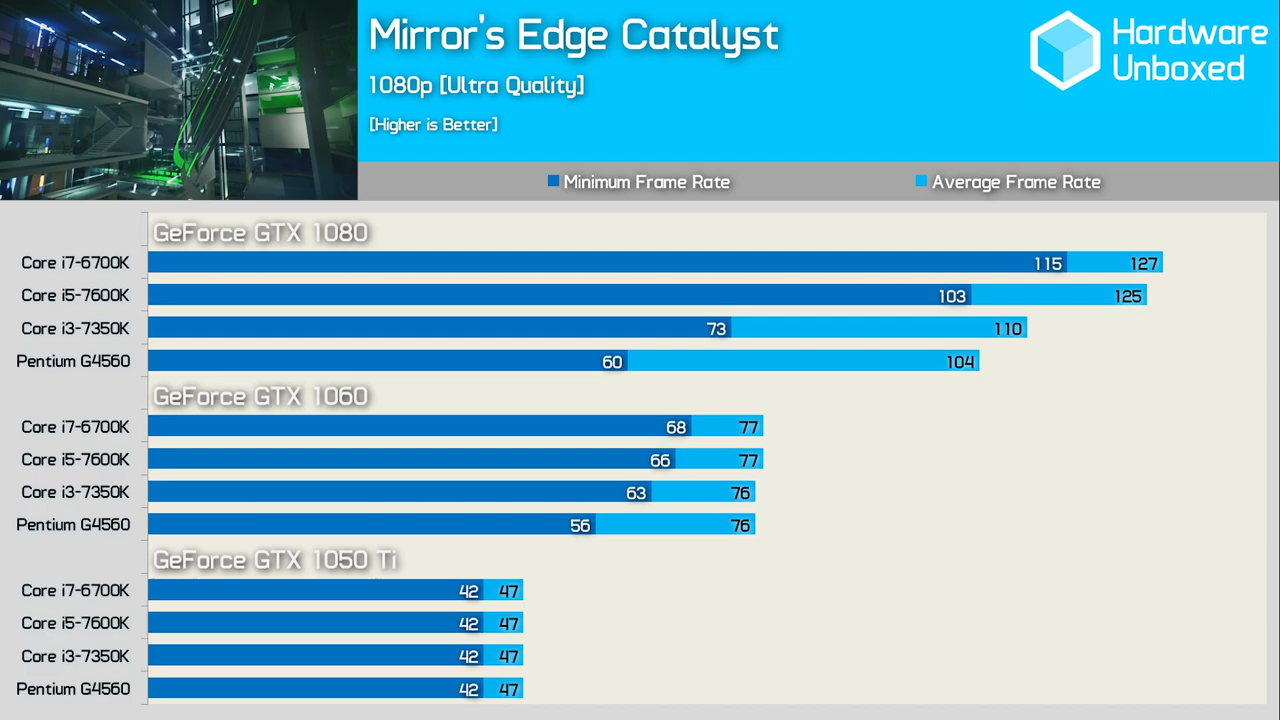 Mirror's Edge Catalyst
1080p [Ultra Quality]
[Higher is Better]
Hardware
Unboxed
Minimum Frame Rate
Average Frame Rate
GeForce GTX 1080
Core i7-6700K 115 127
Core i5-7600K 103 125
Core i3-7350K 73 110
Pentium G4560 60 104
GeForce GTX 1060
Core i7-6700K 68 77
Core i5-7600K 66 77
Core i3-7350K 63 76
Pentium G4560 56 76
GeForce GTX 1050 Ti
Core i7-6700K 42 47
Core i5-7600K 42 47
Core i3-7350K 42 47
Pentium G4560 42 47